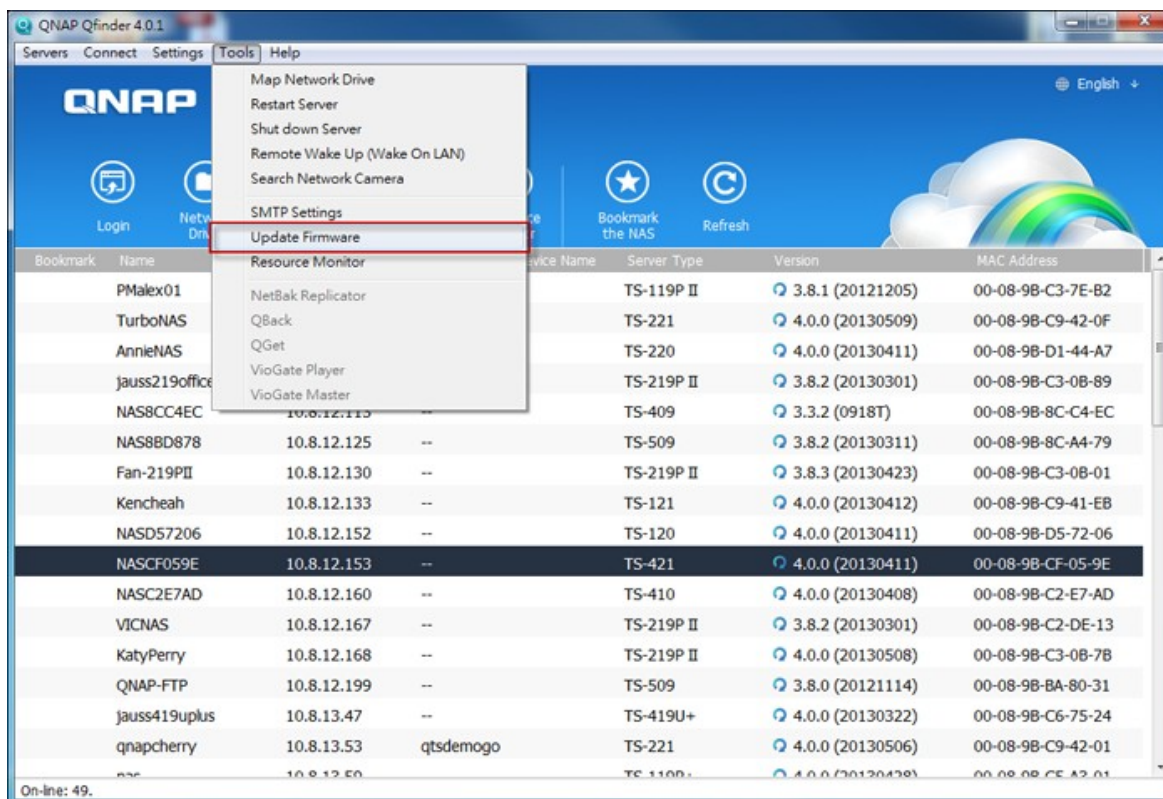 QNAP Qfinder 4.0.1
Servers Connect Settings Tools Help
QNAP
English
Map Network Drive
Restart Server
Shut down Server
Remote Wake Up (Wake On LAN)
Search Network Camera
SMTP Settings
Update Firmware
Resource Monitor
NetBak Replicator
QBack
QGet
VioGate Player
VioGate Master
Login
Bookmark
the NAS
Refresh
Bookmark Name Name Server Type Version MAC Address
PMalex01 TS-119P II 3.8.1 (20121205) 00-08-9B-C3-7E-B2
TurboNAS TS-221 4.0.0 (20130509) 00-08-9B-C9-42-0F
AnnieNAS TS-220 4.0.0 (20130411) 00-08-9B-D1-44-A7
jauss219office TS-219P II 3.8.2 (20130301) 00-08-9B-C3-0B-89
NAS8CC4EC 10.8.12.113 -- TS-409 3.3.2 (0918T) 00-08-9B-8C-C4-EC
NAS8BD878 10.8.12.125 -- TS-509 3.8.2 (20130311) 00-08-9B-8C-A4-79
Fan-219PII 10.8.12.130 -- TS-219P II 3.8.3 (20130423) 00-08-9B-C3-0B-01
Kencheah 10.8.12.133 -- TS-121 4.0.0 (20130412) 00-08-9B-C9-41-EB
NASD57206 10.8.12.152 -- TS-120 4.0.0 (20130411) 00-08-9B-D5-72-06
NASCF059E 10.8.12.153 -- TS-421 4.0.0 (20130411) 00-08-9B-CF-05-9E
NASC2E7AD 10.8.12.160 -- TS-410 4.0.0 (20130408) 00-08-9B-C2-E7-AD
VICNAS 10.8.12.167 -- TS-219P II 3.8.2 (20130301) 00-08-9B-C2-DE-13
KatyPerry 10.8.12.168 -- TS-219P II 4.0.0 (20130508) 00-08-9B-C3-0B-7B
QNAP-FTP 10.8.12.199 -- TS-509 3.8.0 (20121114) 00-08-9B-BA-80-31
jauss419uplus 10.8.13.47 -- TS-419U+ 4.0.0 (20130322) 00-08-9B-C6-75-24
qnapcherry 10.8.13.53 qtsdemogo TS-221 4.0.0 (20130506) 00-08-9B-C9-42-01
On-line: 49.